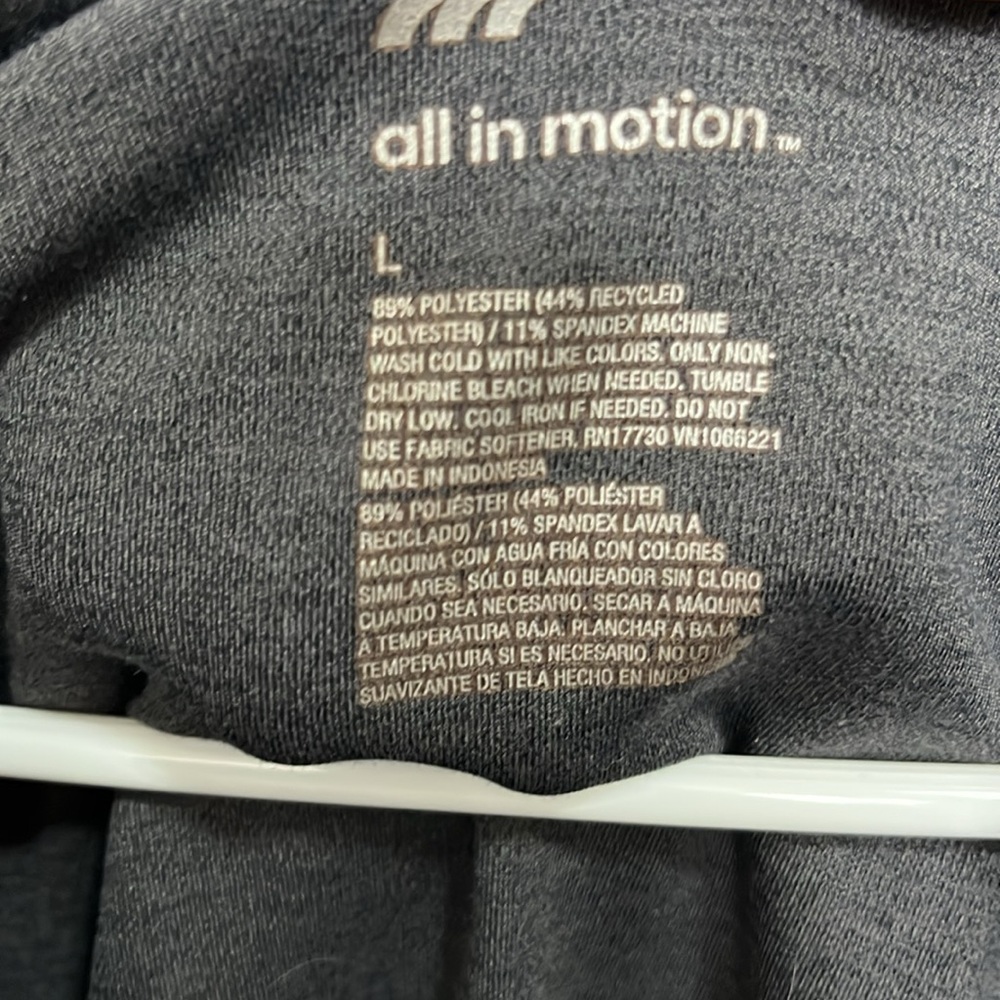 all in motion™
L
89% POLYESTER (44% RECYCLED
POLYESTER) / 11% SPANDEX MACHINE
WASH COLD WITH LIKE COLORS. ONLY NON-
CHLORINE BLEACH WHEN NEEDED. TUMBLE
DRY LOW. COOL IRON IF NEEDED. DO NOT
USE FABRIC SOFTENER. RN17730 VN1066221
MADE IN INDONESIA
89% POLIÉSTER (44% POLIÉSTER
RECICLADO) / 11% SPANDEX LAVAR A
MÁQUINA CON AGUA FRÍA CON COLORES
SIMILARES. SÓLO BLANQUEADOR SIN CLORO
CUANDO SEA NECESARIO. SECAR A MÁQUINA
A TEMPERATURA BAJA. PLANCHAR A BAJA
TEMPERATURA SI ES NECESARIO. NO
SUAVIZANTE DE TELA HECHO EN